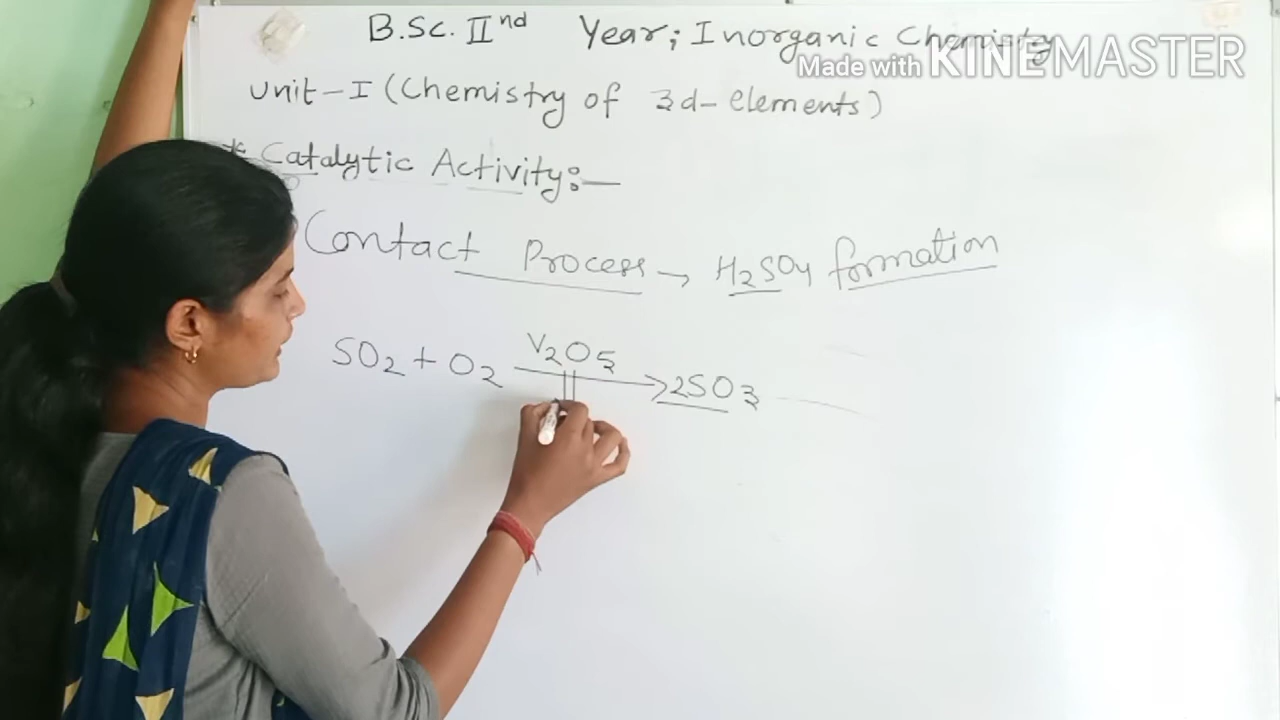 B.Sc. IInd Year; Inorganic Chemistry
Made with KINEMASTER
Unit-I (Chemistry of 3d-elements)
* Catalytic Activity:—
Contact Process → H2SO4 formation
SO2 + O2 V2O5 → 2SO3